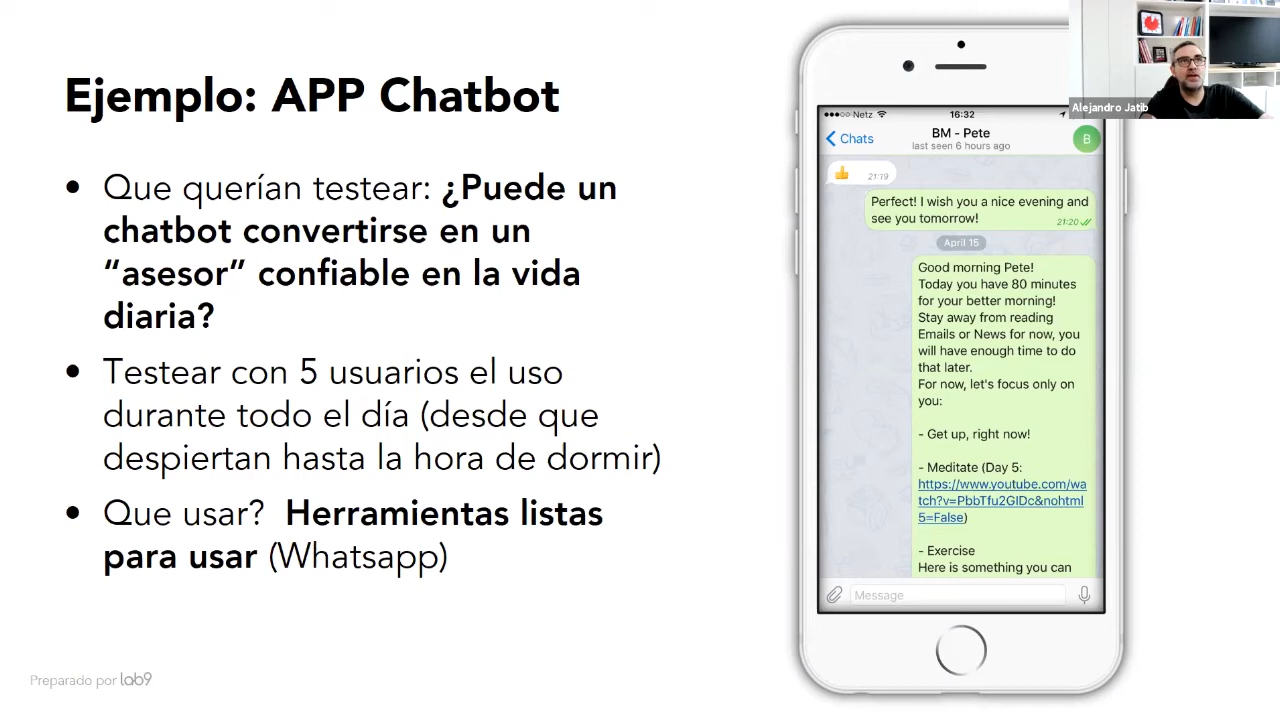 Ejemplo: APP Chatbot
• Que querían testear: ¿Puede un
chatbot convertirse en un
“asesor” confiable en la vida
diaria?
• Testear con 5 usuarios el uso
durante todo el día (desde que
despiertan hasta la hora de dormir)
• Que usar? Herramientas listas
para usar (Whatsapp)
Preparado por lab9
Netz 16:32
Chats
BM - Pete
last seen 6 hours ago
B
21:19
Perfect! I wish you a nice evening and
see you tomorrow!
21:20
April 15
Good morning Pete!
Today you have 80 minutes
for your better morning!
Stay away from reading
Emails or News for now, you
will have enough time to do
that later.
For now, let's focus only on
you:
- Get up, right now!
- Meditate (Day 5:
https://www.youtube.com/wa
tch?v=PbbTfu2GIDc&nohtml
5=False)
- Exercise
Here is something you can
Message
Alejandro Jatib